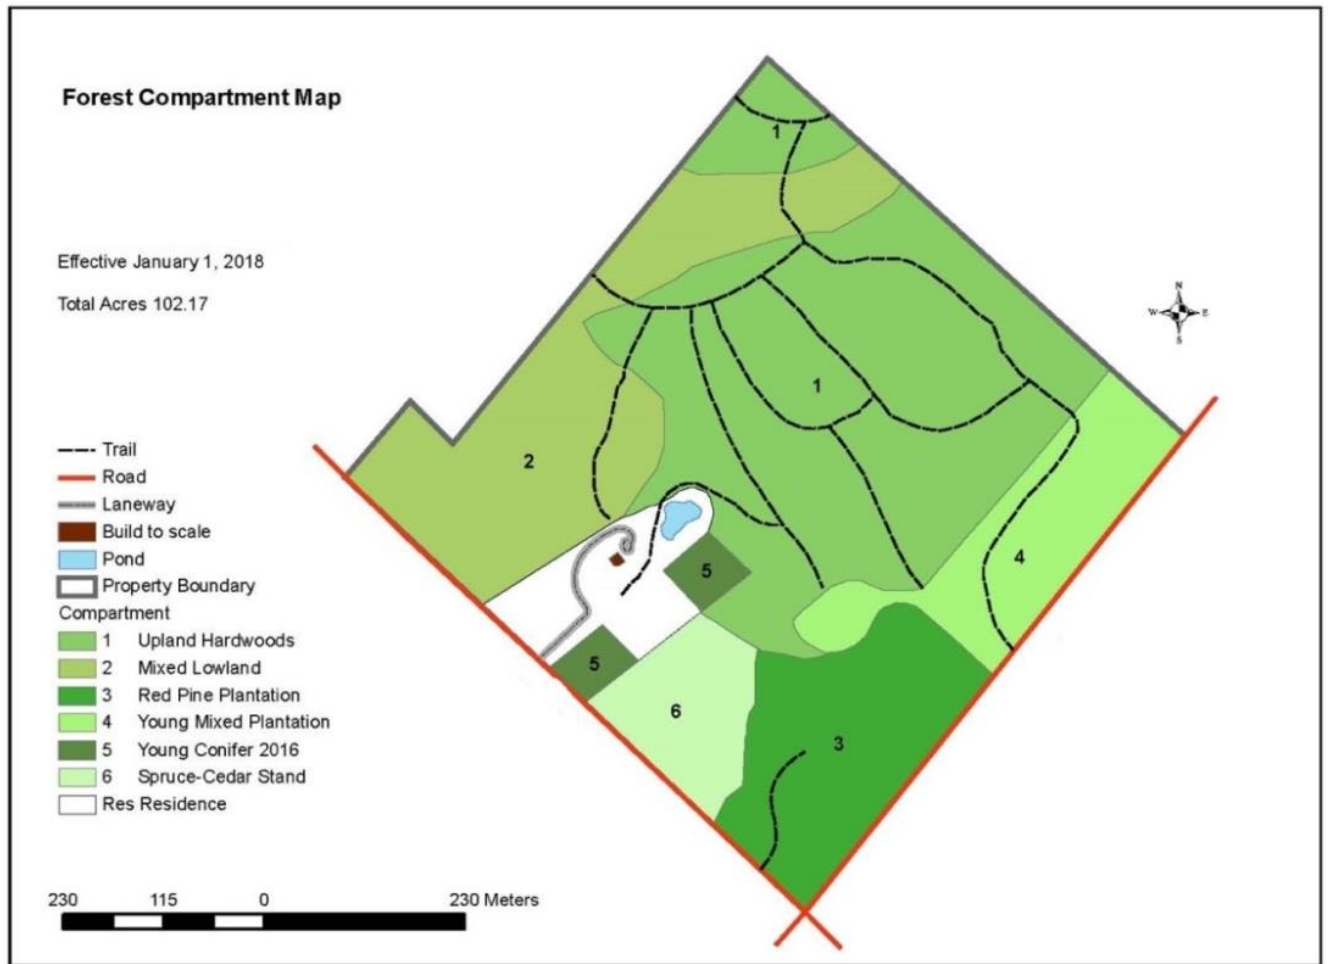 Forest Compartment Map
Effective January 1, 2018
Total Acres 102.17
N
W E
S
1
1
2
4
5
5
6
3
Trail
Road
Laneway
Build to scale
Pond
Property Boundary
Compartment
1 Upland Hardwoods
2 Mixed Lowland
3 Red Pine Plantation
4 Young Mixed Plantation
5 Young Conifer 2016
6 Spruce-Cedar Stand
Res Residence
230 115 0 230 Meters